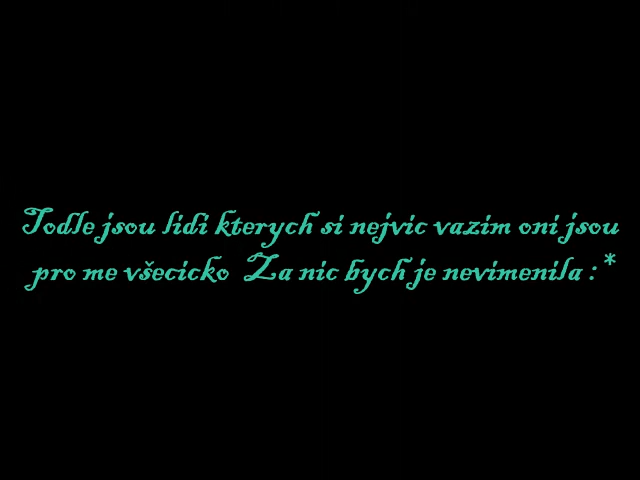 Todle jsou lidi kterych si nejvic vazim oni jsou
pro me všecicko Za nic bych je nevimenila :*